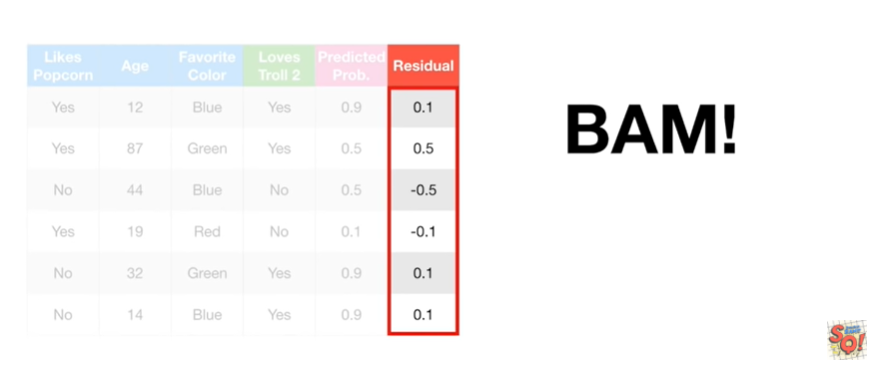 Likes Popcorn Age Favorite Color Loves Troll 2 Predicted Prob. Residual
Yes 12 Blue Yes 0.9 0.1
Yes 87 Green Yes 0.5 0.5
No 44 Blue No 0.5 -0.5
Yes 19 Red No 0.1 -0.1
No 32 Green Yes 0.9 0.1
No 14 Blue Yes 0.9 0.1
BAM!
SQ!